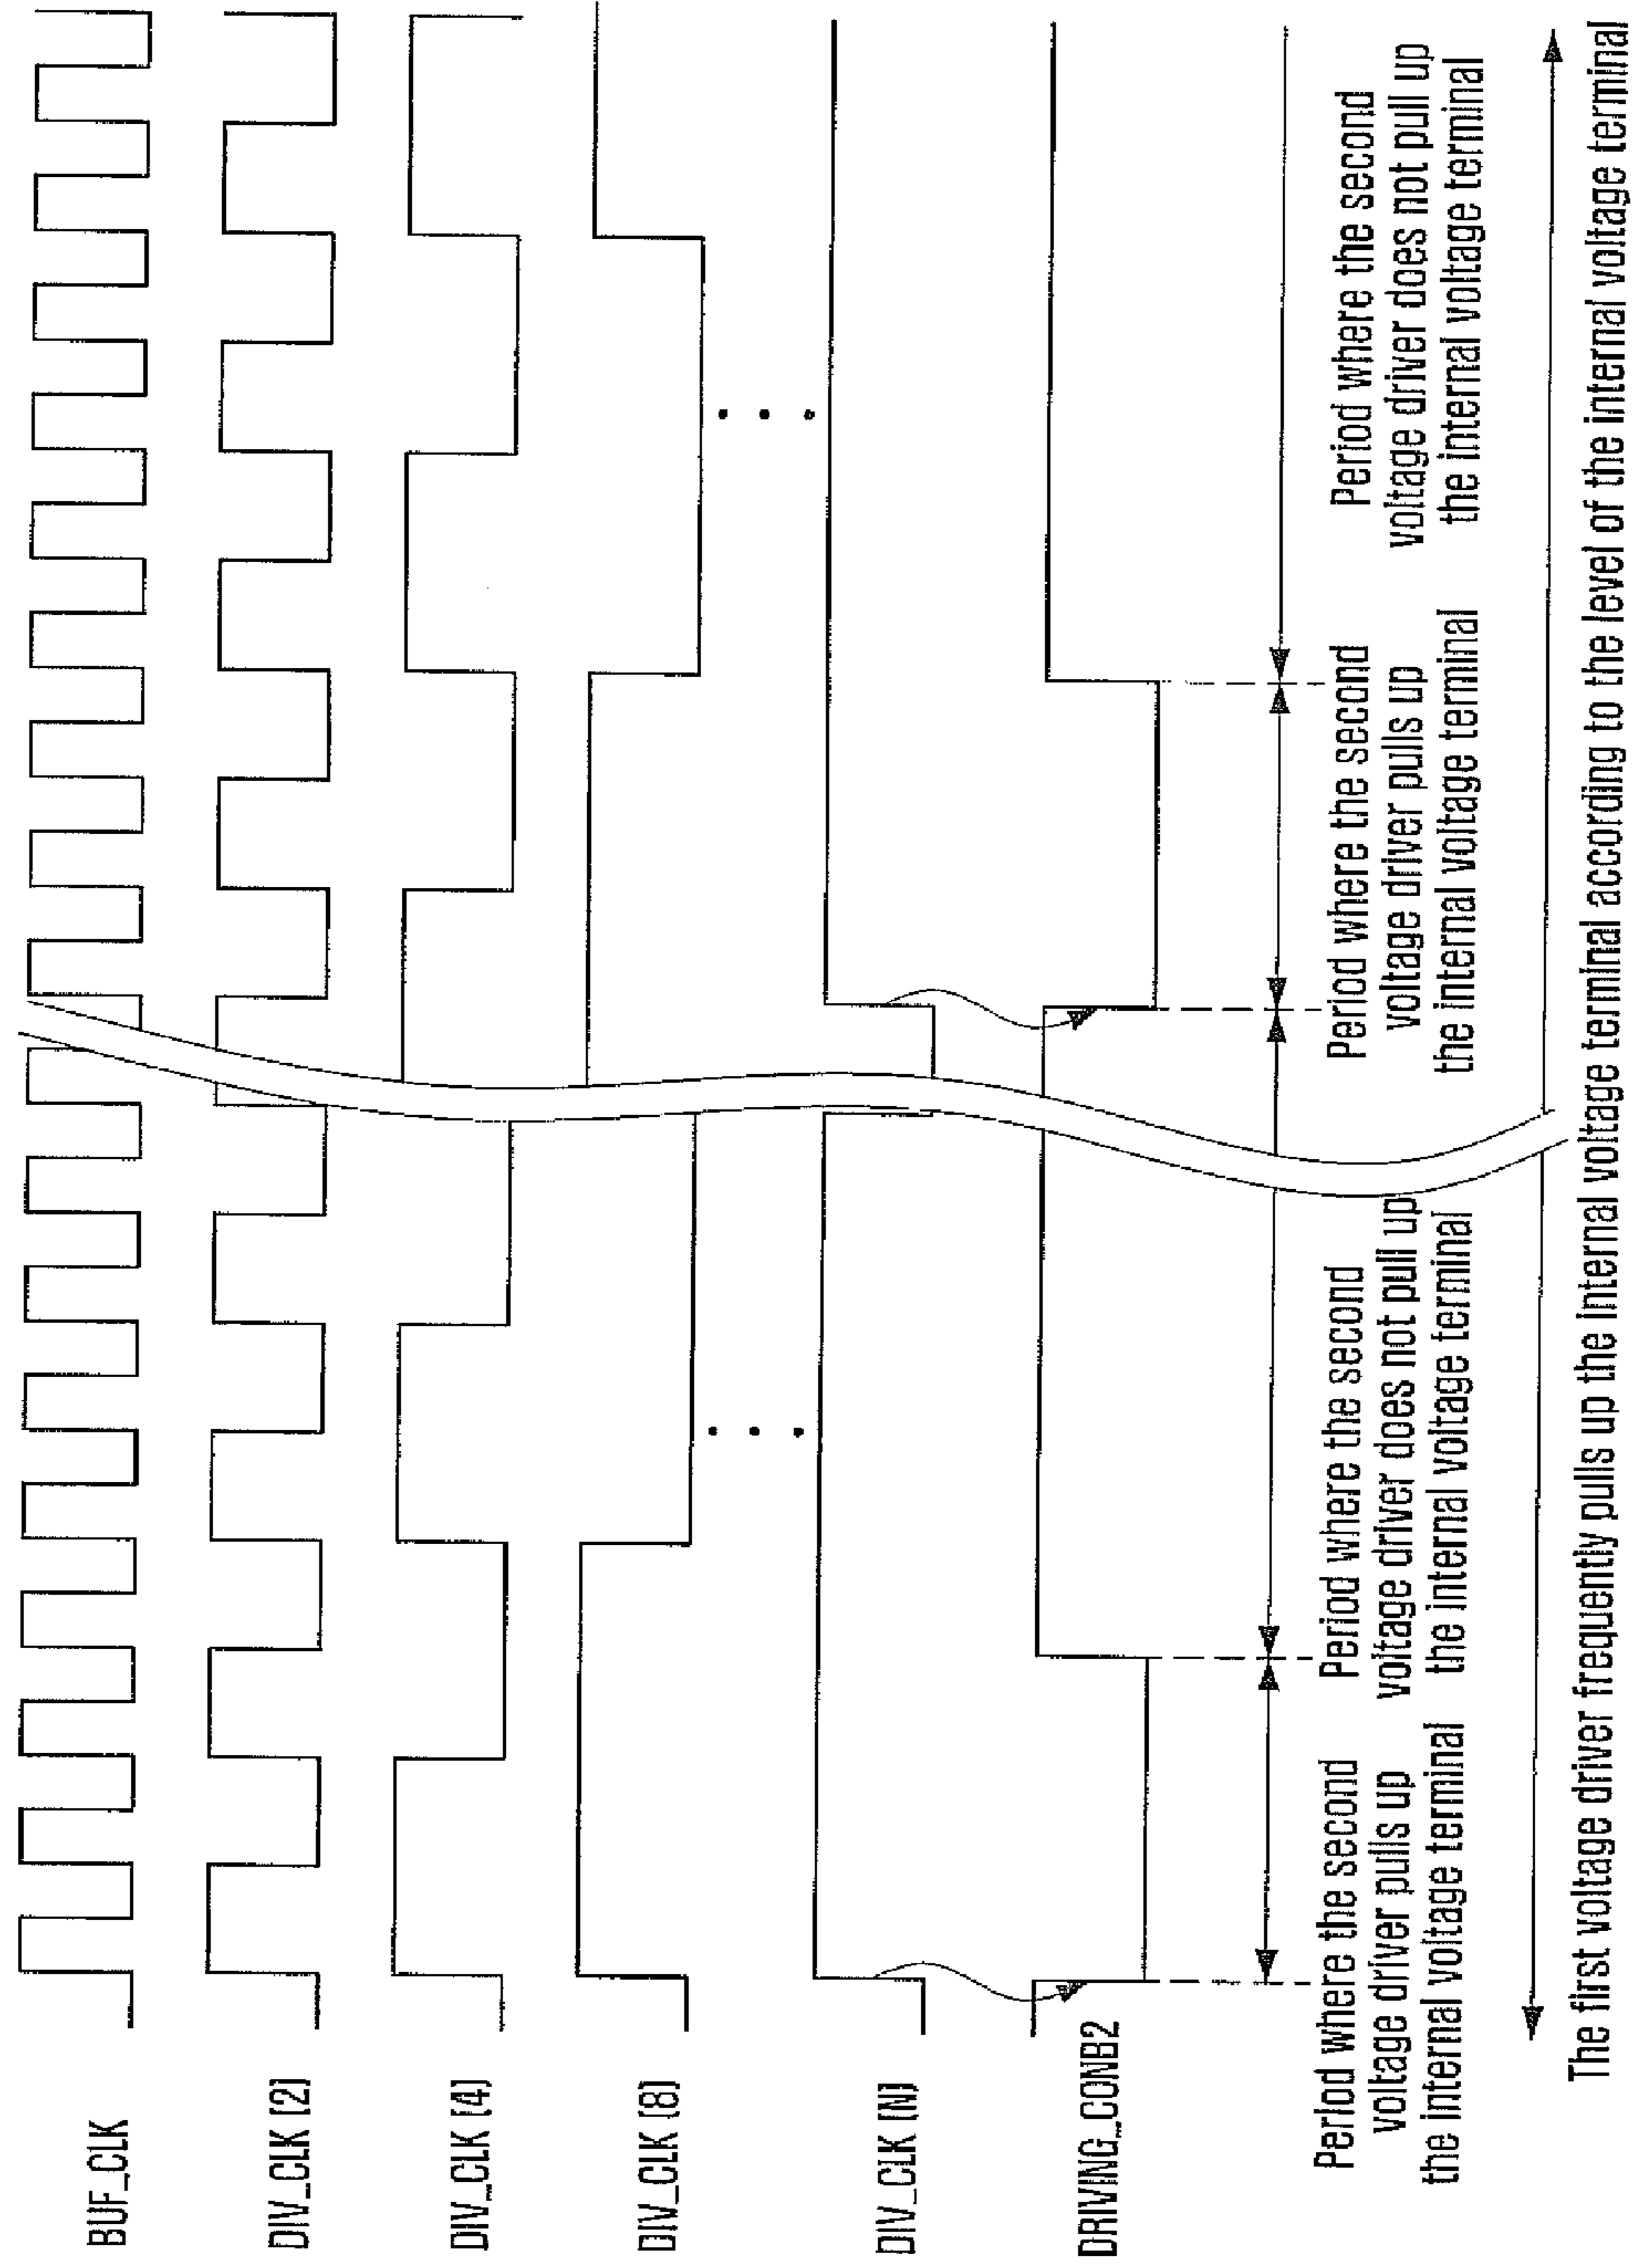 BUF_CLK
DIV_CLK (2)
DIV_CLK (4)
DIV_CLK (8)
DIV_CLK (N)
DRIVING_CONB2
Period where the second
voltage driver pulls up
the internal voltage terminal
Period where the second
voltage driver does not pull up
the internal voltage terminal
Period where the second
voltage driver pulls up
the internal voltage terminal
Period where the second
voltage driver does not pull up
the internal voltage terminal
The first voltage driver frequently pulls up the internal voltage terminal according to the level of the internal voltage terminal